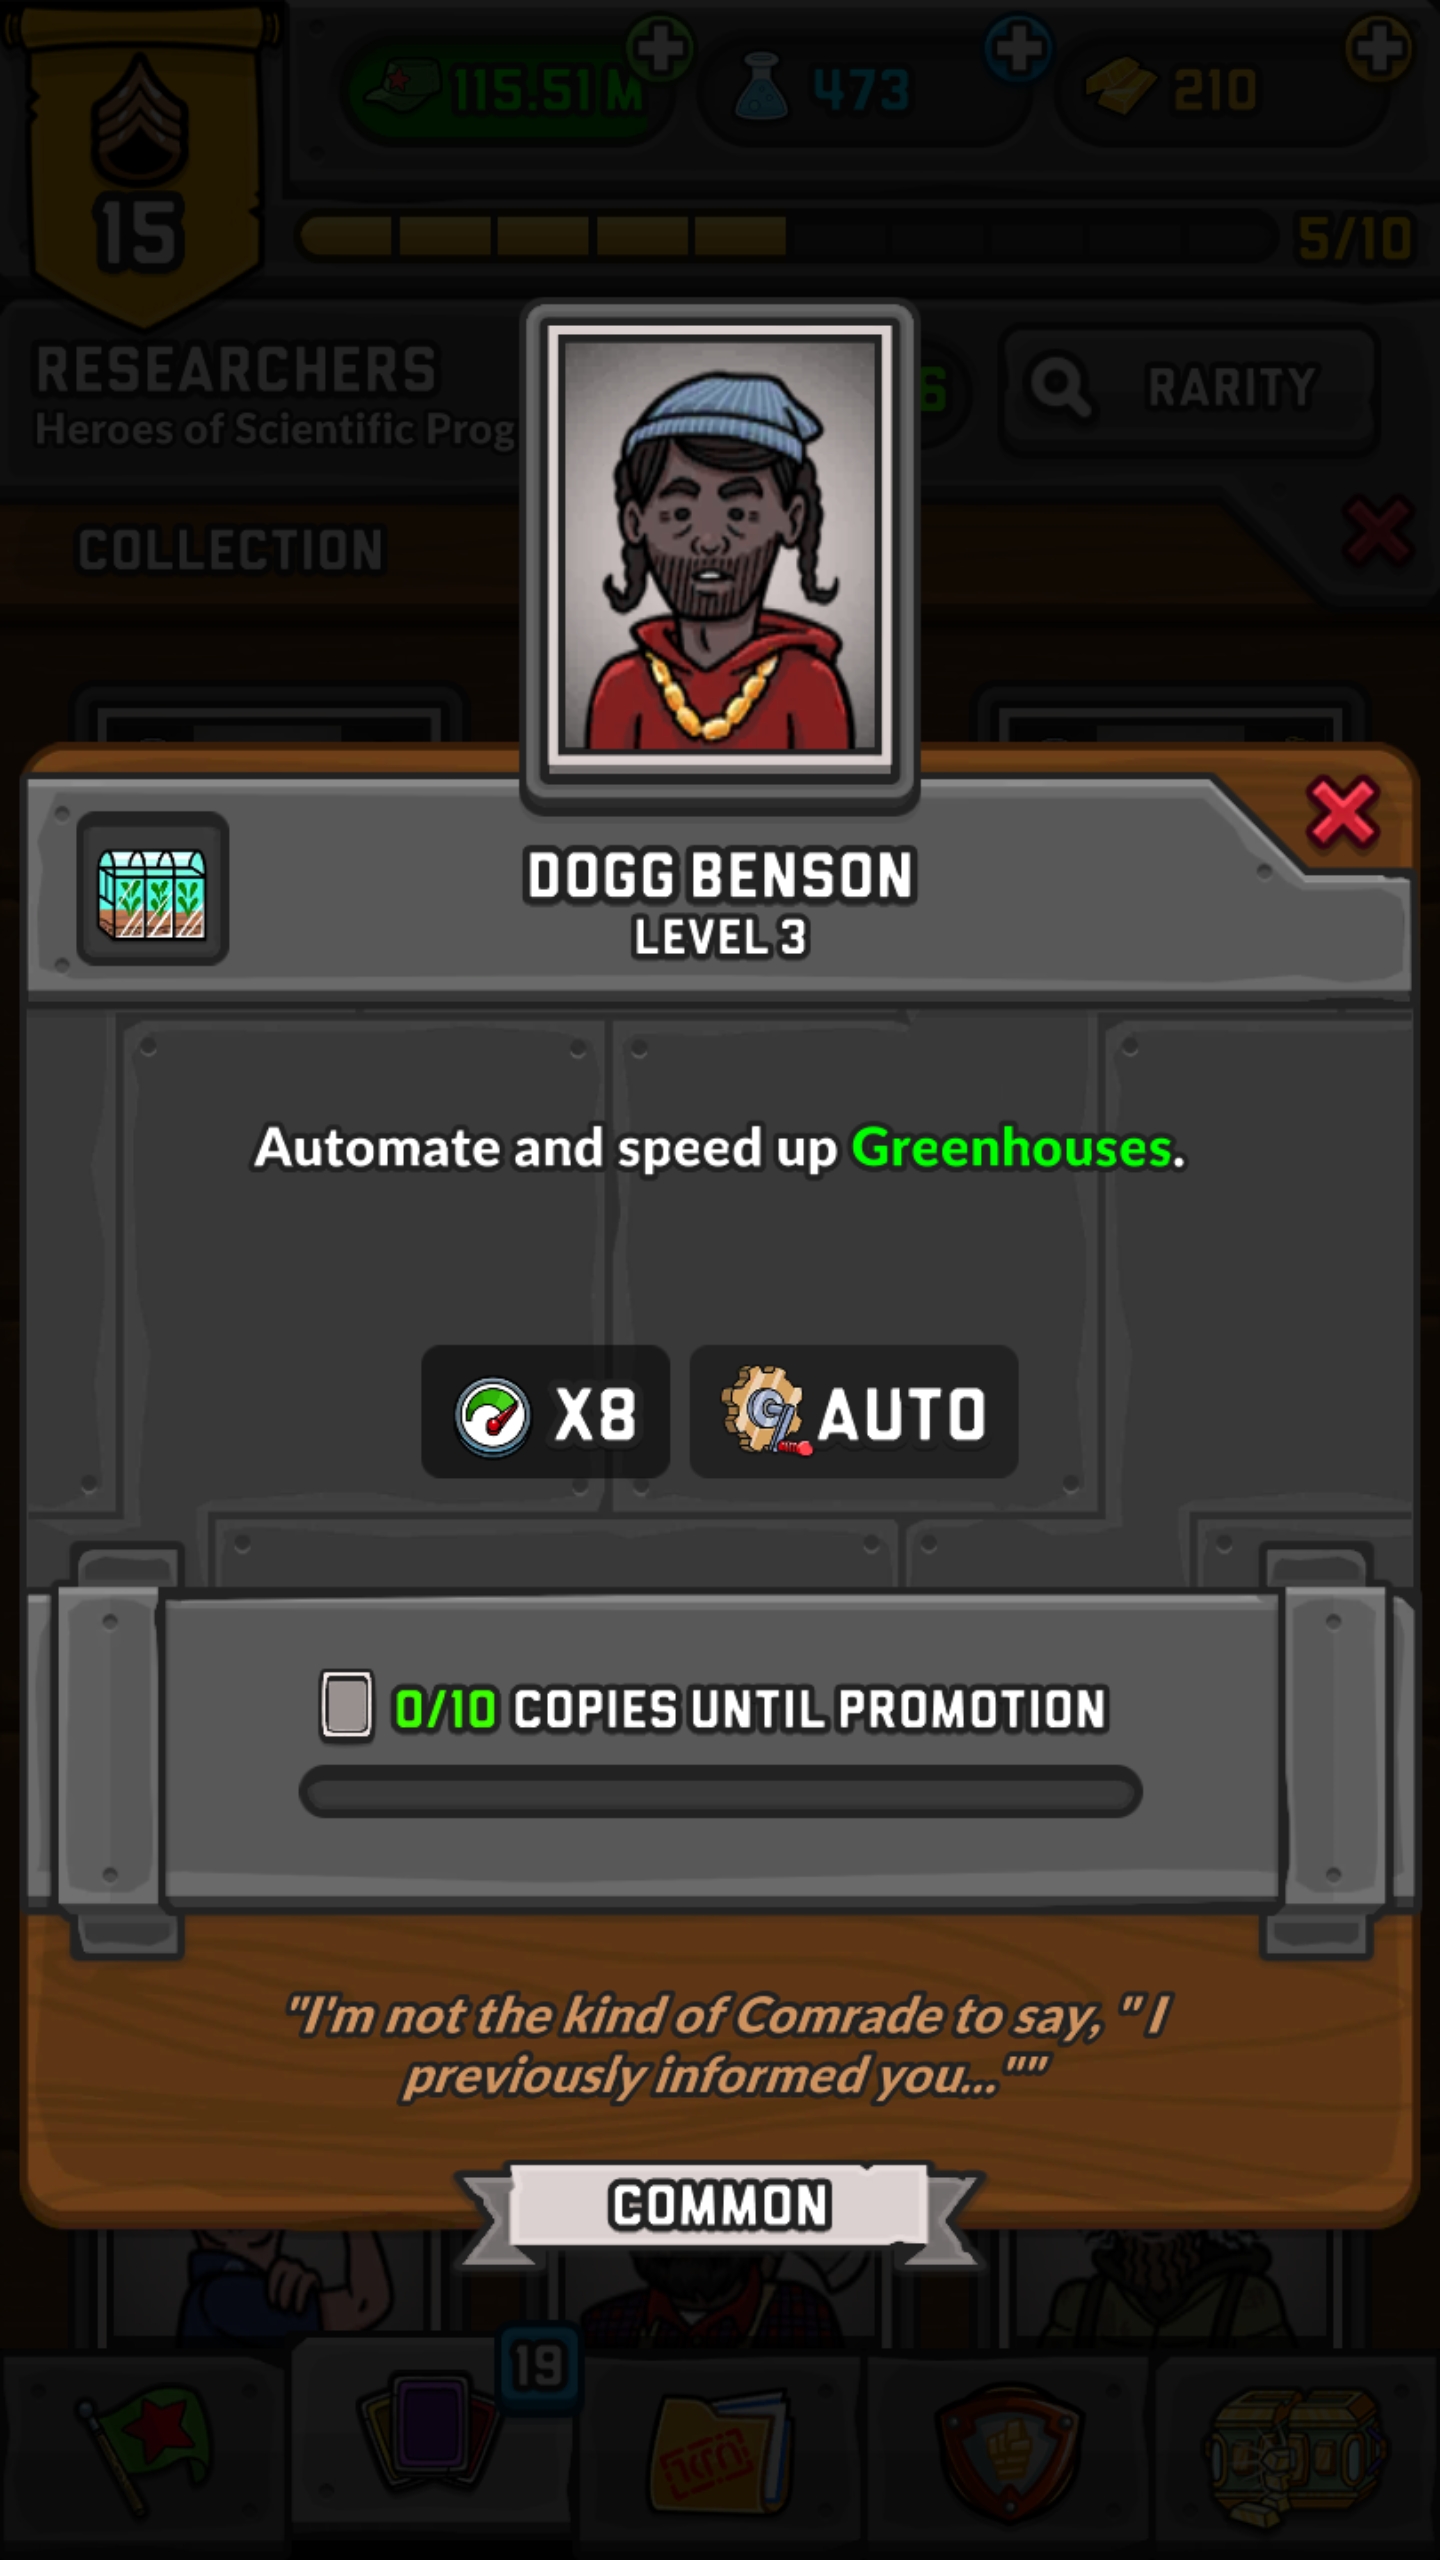 115.51 M
473
210
15
5/10
RESEARCHERS
Heroes of Scientific Prog
6
RARITY
COLLECTION
DOGG BENSON
LEVEL 3
Automate and speed up Greenhouses.
X8
AUTO
0/10 COPIES UNTIL PROMOTION
"I'm not the kind of Comrade to say, " I
previously informed you...""
COMMON
19